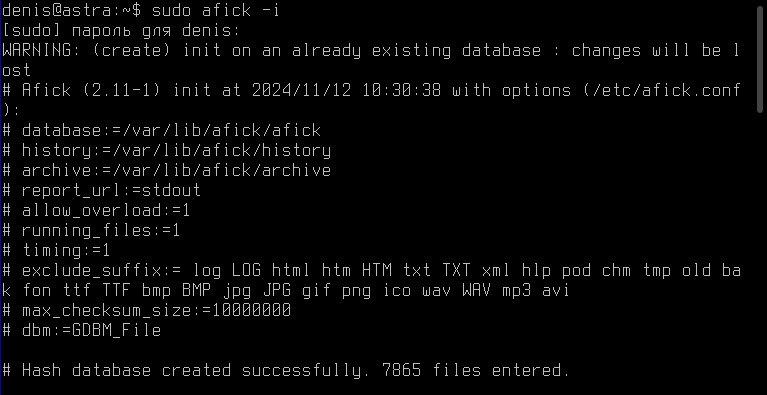 denis@astra:~$ sudo afick -i
[sudo] пароль для denis:
WARNING: (create) init on an already existing database : changes will be l
ost
# Afick (2.11-1) init at 2024/11/12 10:30:38 with options (/etc/afick.conf
):
# database:=/var/lib/afick/afick
# history:=/var/lib/afick/history
# archive:=/var/lib/afick/archive
# report_url:=stdout
# allow_overload:=1
# running_files:=1
# timing:=1
# exclude_suffix:= log LOG html htm HTM txt TXT xml hlp pod chm tmp old ba
k fon ttf TTF bmp BMP jpg JPG gif png ico wav WAV mp3 avi
# max_checksum_size:=10000000
# dbm:=GDBM_File

# Hash database created successfully. 7865 files entered.